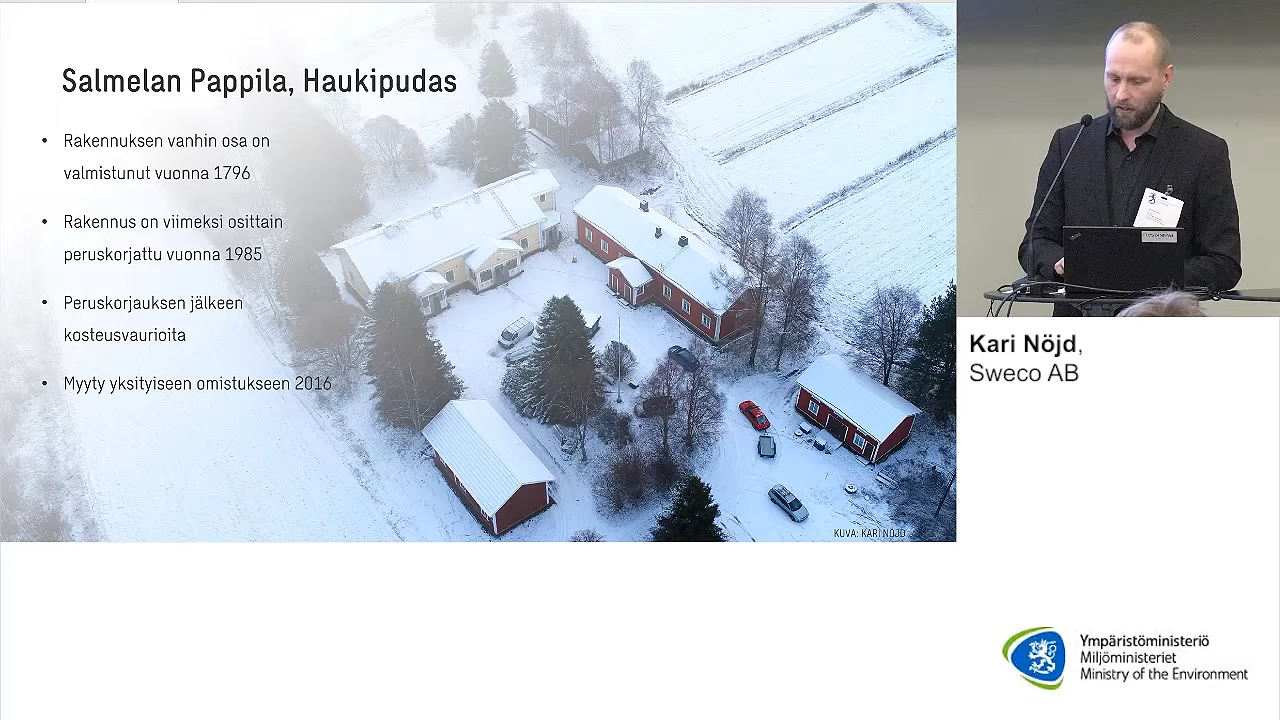 Salmelan Pappila, Haukipudas
• Rakennuksen vanhin osa on
valmistunut vuonna 1796
• Rakennus on viimeksi osittain
peruskorjattu vuonna 1985
• Peruskorjauksen jälkeen
kosteusvaurioita
• Myyty yksityiseen omistukseen 2016
KUVA: KARI NÖJD
Kari Nöjd,
Sweco AB
Ympäristöministeriö
Miljöministeriet
Ministry of the Environment